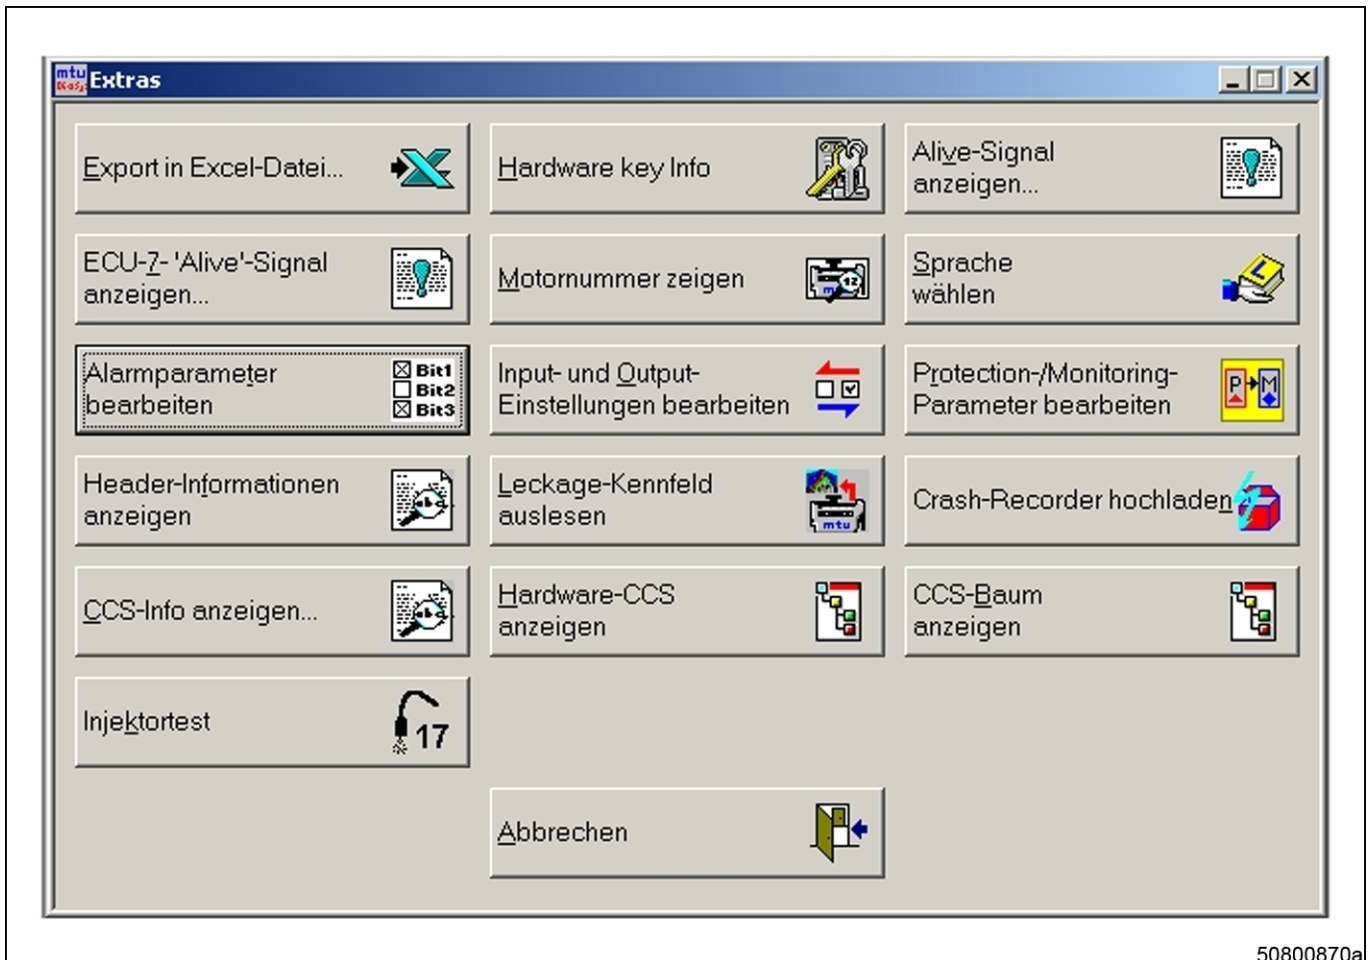 mtu
Extras
Export in Excel-Datei...
Hardware key Info
Alive-Signal
anzeigen...
ECU-7- 'Alive'-Signal
anzeigen...
Motornummer zeigen
Sprache
wählen
Alarmparameter
bearbeiten
Bit1
Bit2
Bit3
Input- und Output-
Einstellungen bearbeiten
Protection-/Monitoring-
Parameter bearbeiten
P
M
Header-Informationen
anzeigen
Leckage-Kennfeld
auslesen
mtu
Crash-Recorder hochladen
CCS-Info anzeigen...
Hardware-CCS
anzeigen
CCS-Baum
anzeigen
Injektortest
17
Abbrechen
50800870a